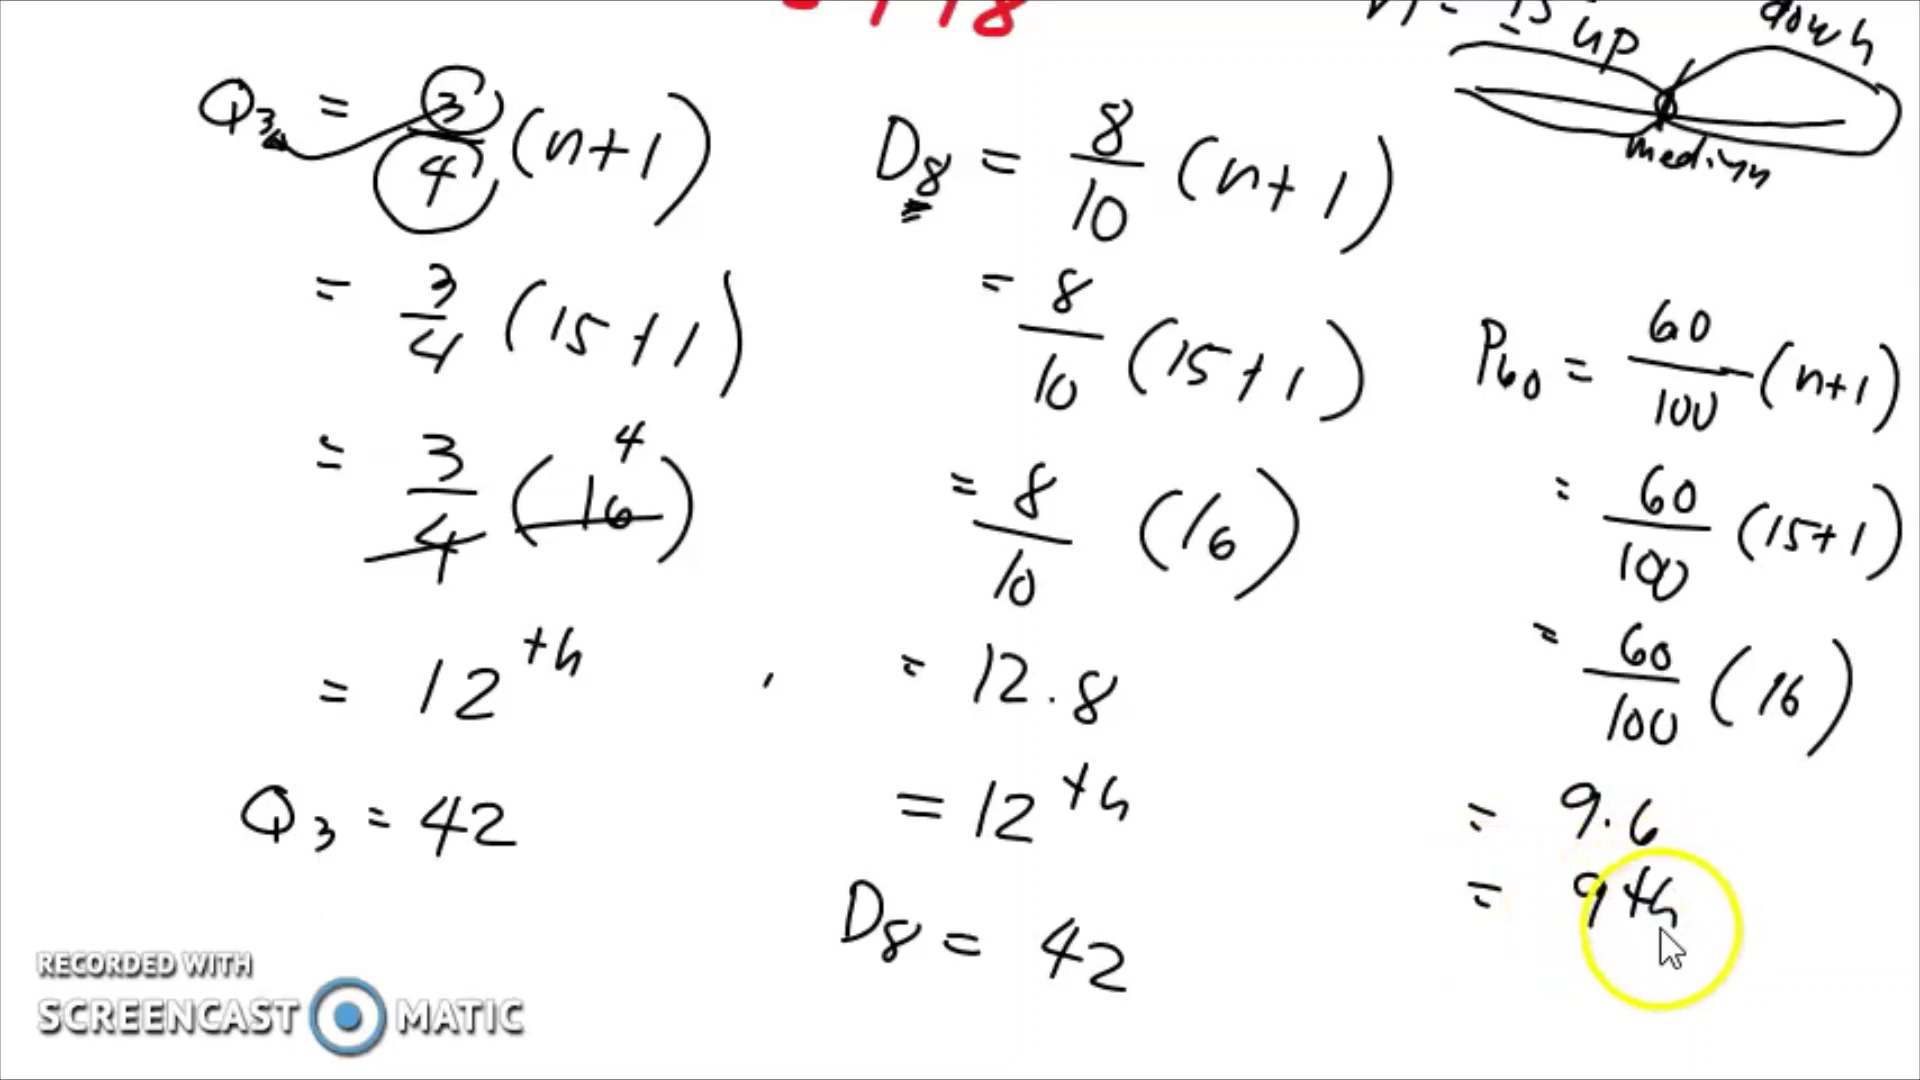 n = 15
up
down
median
Q3 = 3/4 (n+1)
= 3/4 (15+1)
= 3/4 (16) 4
= 12th
Q3 = 42
D8 = 8/10 (n+1)
= 8/10 (15+1)
= 8/10 (16)
= 12.8
= 12th
D8 = 42
P60 = 60/100 (n+1)
= 60/100 (15+1)
= 60/100 (16)
= 9.6
= 9th
RECORDED WITH
SCREENCAST MATIC